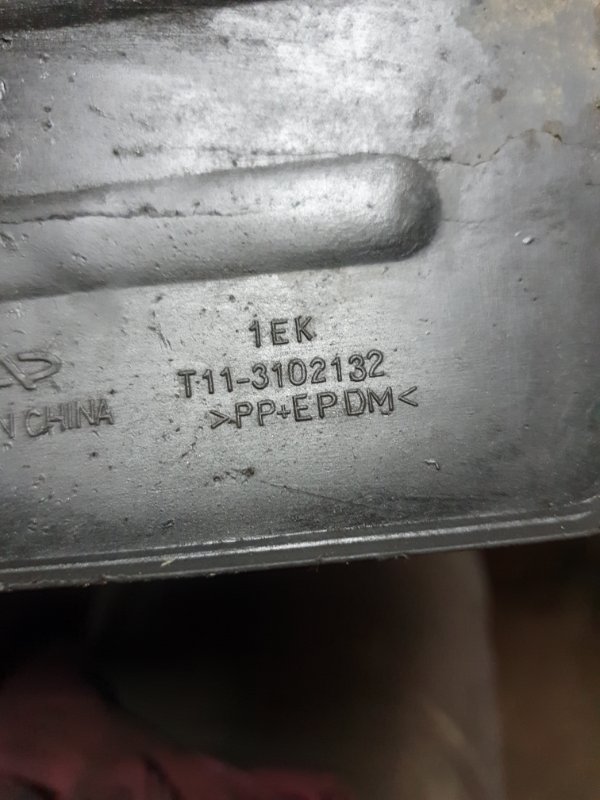 1EK
T11-3102132
N CHINA
>PP+EPDM<